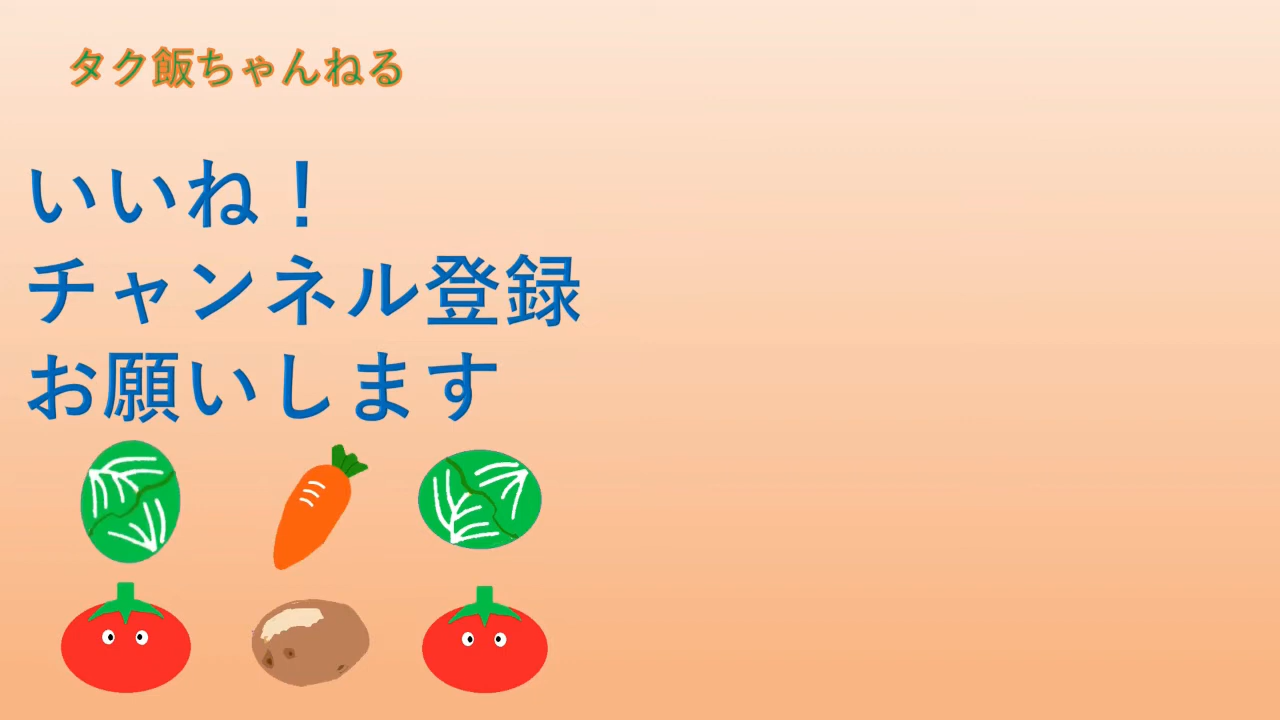 タク飯ちゃんねる
いいね！
チャンネル登録
お願いします